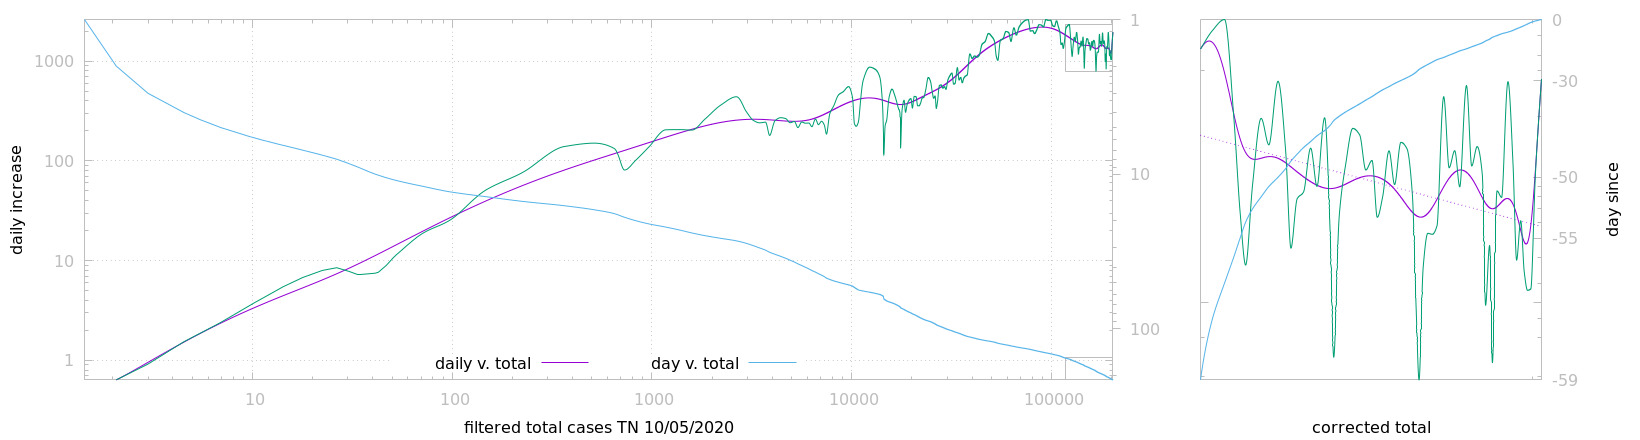 1000
100
10
1
daily increase
10
100
1000
10000
100000
filtered total cases TN 10/05/2020
daily v. total
day v. total
1
10
100
0
-30
-50
-55
-59
day since
corrected total